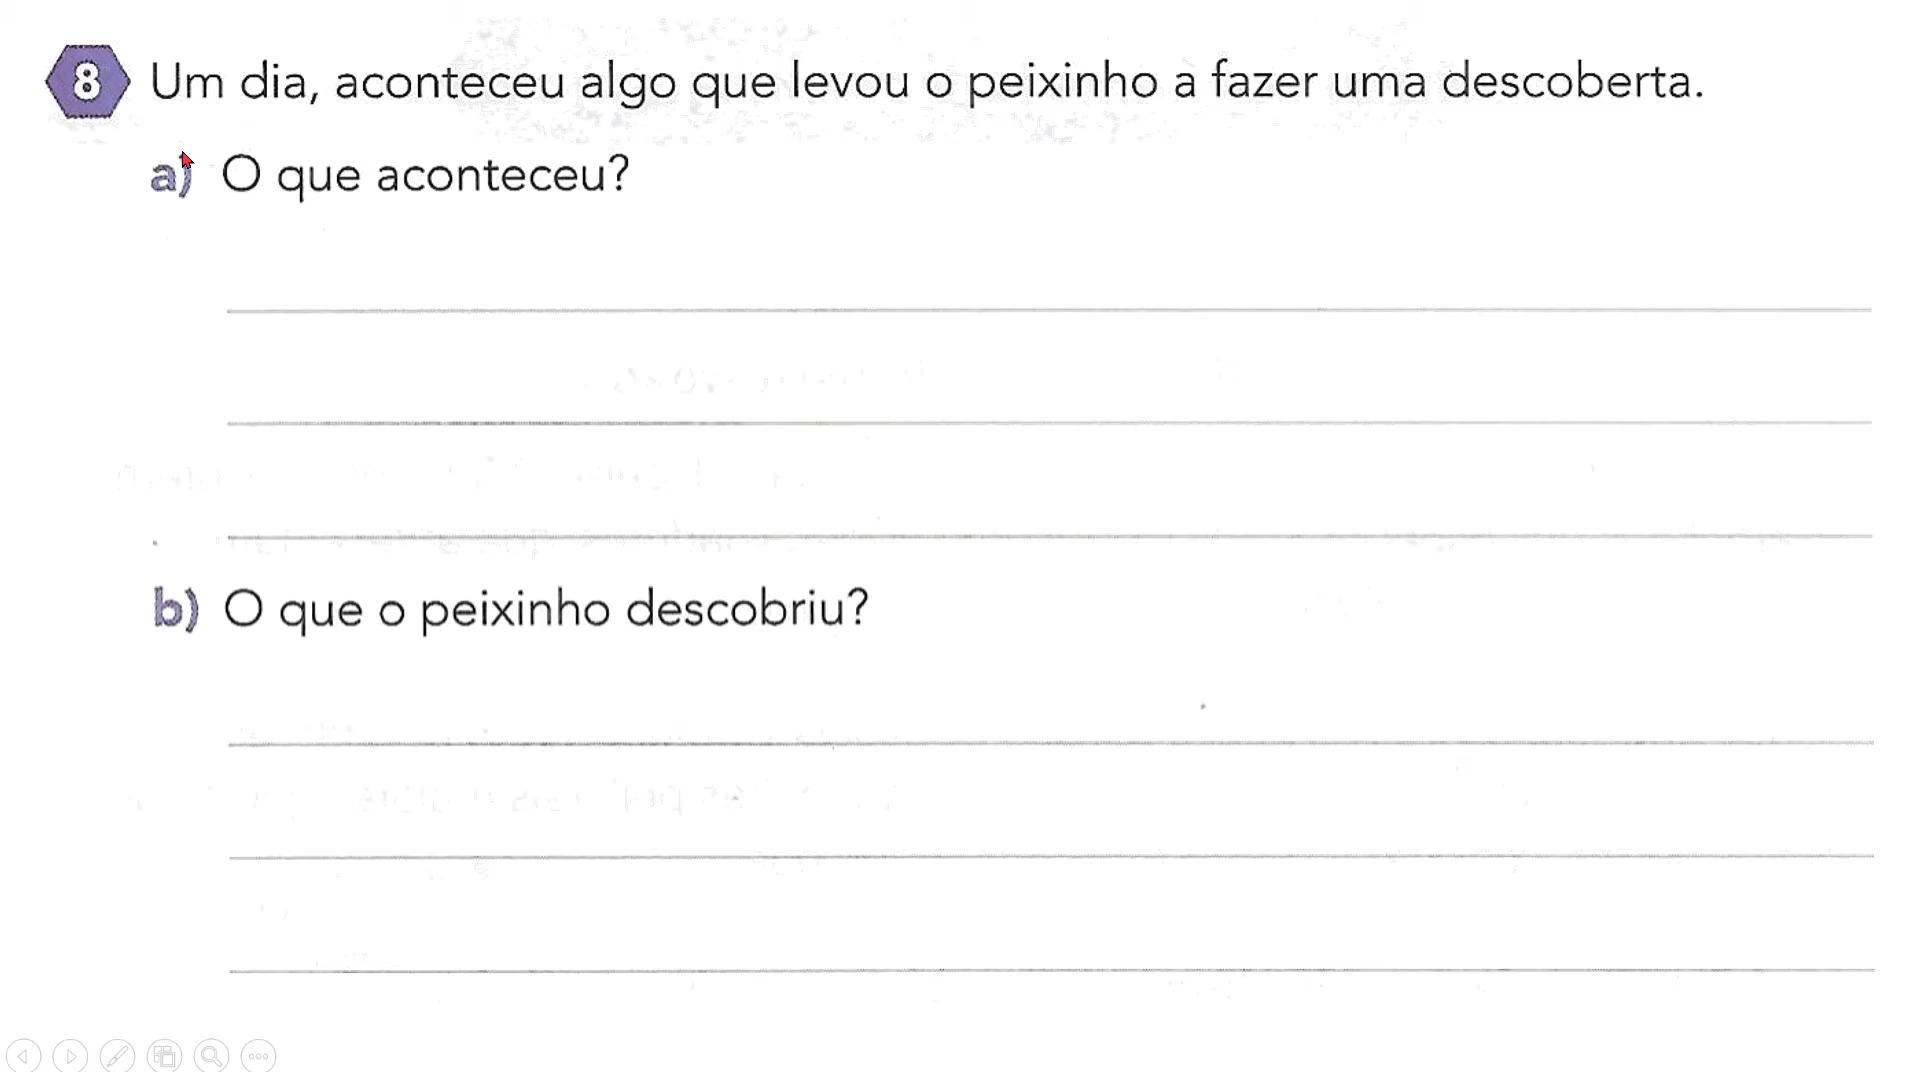 8 Um dia, aconteceu algo que levou o peixinho a fazer uma descoberta.
a) O que aconteceu?
b) O que o peixinho descobriu?